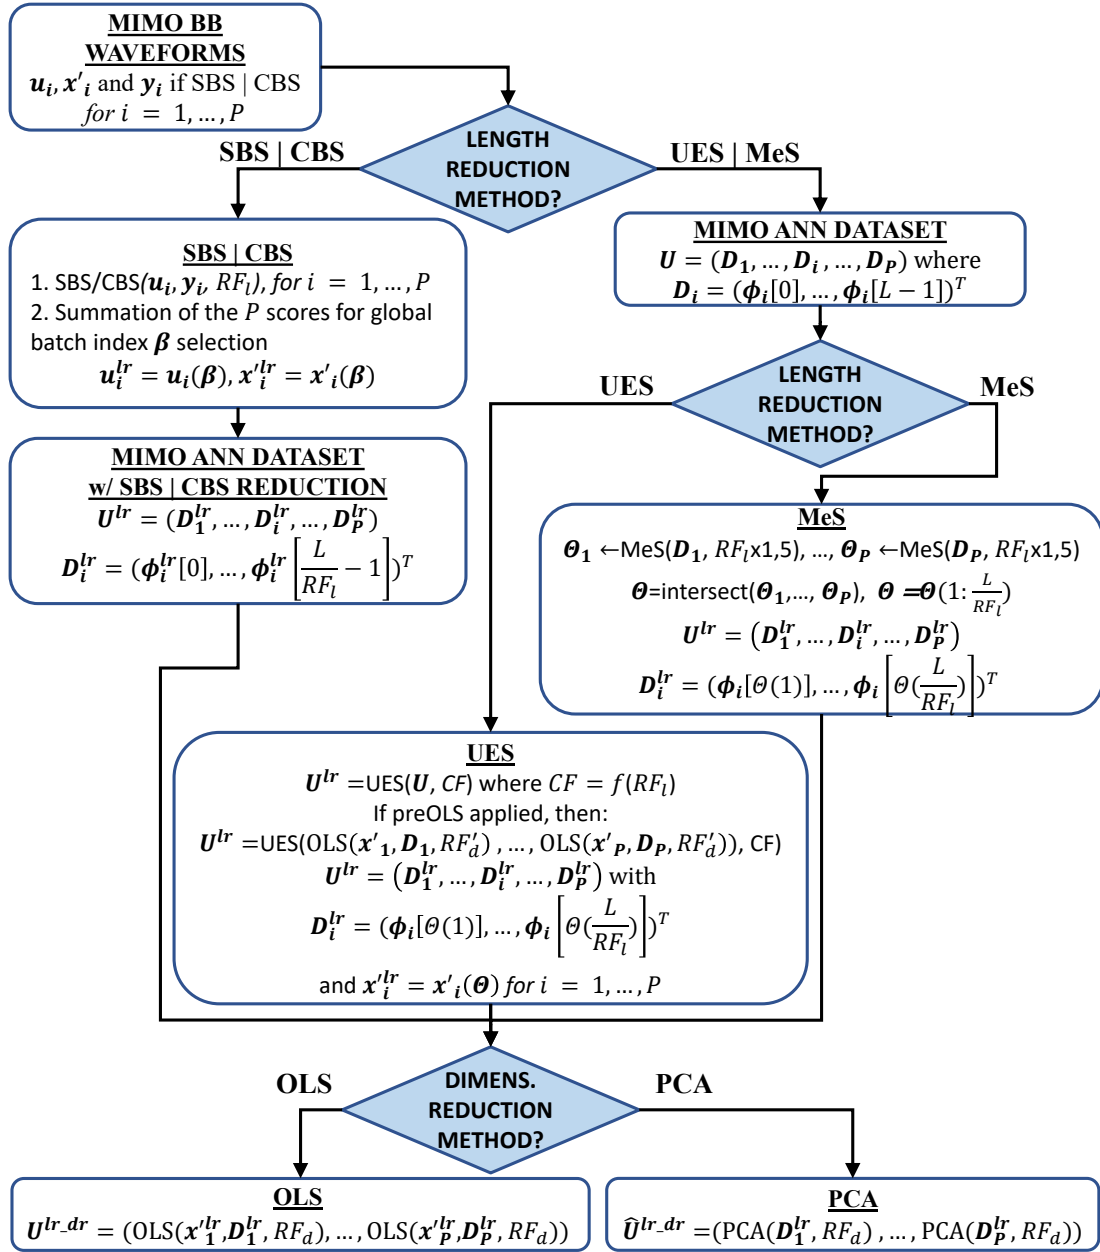 MIMO BB
WAVEFORMS
u_i, x'_i and y_i if SBS | CBS
for i = 1, …, P
LENGTH
REDUCTION
METHOD?
SBS | CBS
UES | MeS
SBS | CBS
1. SBS/CBS(u_i, y_i, RF_l), for i = 1, …, P
2. Summation of the P scores for global
batch index β selection
u_i^{lr} = u_i(β), x'_i^{lr} = x'_i(β)
MIMO ANN DATASET
w/ SBS | CBS REDUCTION
U^{lr} = (D_1^{lr}, …, D_i^{lr}, …, D_P^{lr})
D_i^{lr} = (ϕ_i^{lr}[0], …, ϕ_i^{lr}[L/RF_l − 1])^T
MIMO ANN DATASET
U = (D_1, …, D_i, …, D_P) where
D_i = (ϕ_i[0], …, ϕ_i[L − 1])^T
LENGTH
REDUCTION
METHOD?
UES
MeS
MeS
Θ_1 ←MeS(D_1, RF_l x1,5), …, Θ_P ←MeS(D_P, RF_l x1,5)
Θ=intersect(Θ_1,…, Θ_P), Θ =Θ(1: L/RF_l)
U^{lr} = (D_1^{lr}, …, D_i^{lr}, …, D_P^{lr})
D_i^{lr} = (ϕ_i[Θ(1)], …, ϕ_i[Θ(L/RF_l)])^T
UES
U^{lr} =UES(U, CF) where CF = f(RF_l)
If preOLS applied, then:
U^{lr} =UES(OLS(x'_1, D_1, RF'_d) , …, OLS(x'_P, D_P, RF'_d)), CF)
U^{lr} = (D_1^{lr}, …, D_i^{lr}, …, D_P^{lr}) with
D_i^{lr} = (ϕ_i[Θ(1)], …, ϕ_i[Θ(L/RF_l)])^T
and x'_i^{lr} = x'_i(Θ) for i = 1, …, P
DIMENS.
REDUCTION
METHOD?
OLS
PCA
OLS
U^{lr_dr} = (OLS(x'_1^{lr},D_1^{lr}, RF_d), …, OLS(x'_P^{lr},D_P^{lr}, RF_d))
PCA
Û^{lr_dr} =(PCA(D_1^{lr}, RF_d) , …, PCA(D_P^{lr}, RF_d))